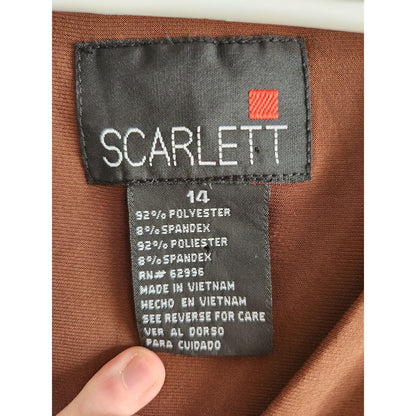 SCARLETT
14
92% POLYESTER
8% SPANDEX
92% POLIESTER
8% SPANDEX
RN# 62996
MADE IN VIETNAM
HECHO EN VIETNAM
SEE REVERSE FOR CARE
VER AL DORSO
PARA CUIDADO